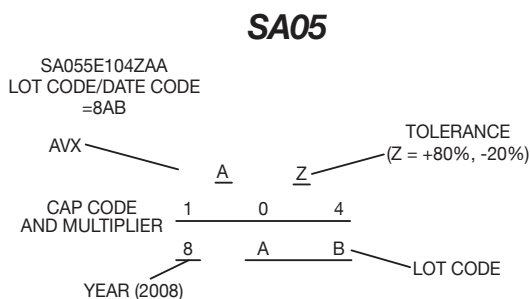 SA05
SA055E104ZAA
LOT CODE/DATE CODE
=8AB
AVX
TOLERANCE
(Z = +80%, -20%)
A Z
CAP CODE
AND MULTIPLIER
1 0 4
8 A B
LOT CODE
YEAR (2008)